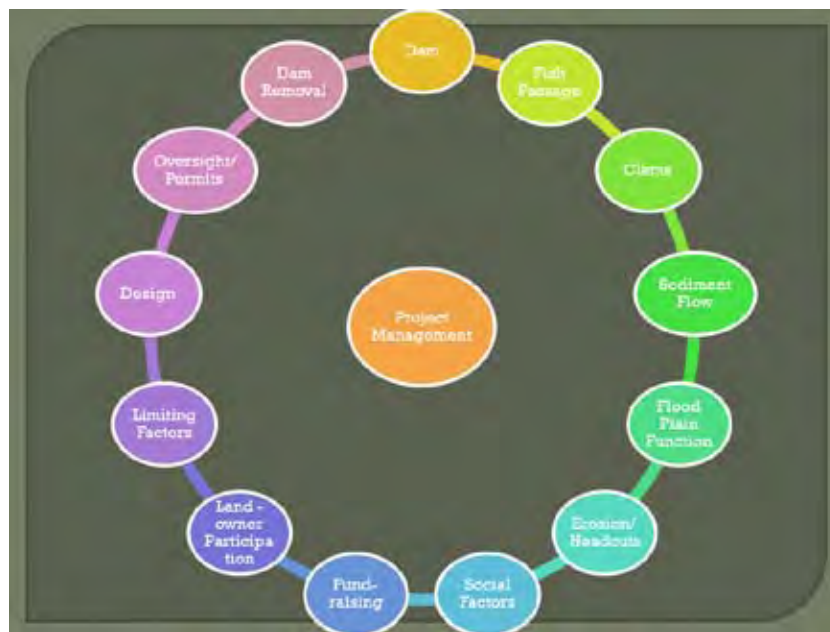 Dam
Fish
Passage
Clients
Sediment
Flow
Flood
Plain
Function
Erosion/
Headcuts
Social
Factors
Fund-
raising
Land -
owner
Participa
tion
Limiting
Factors
Design
Oversight/
Permits
Dam
Removal
Project
Management